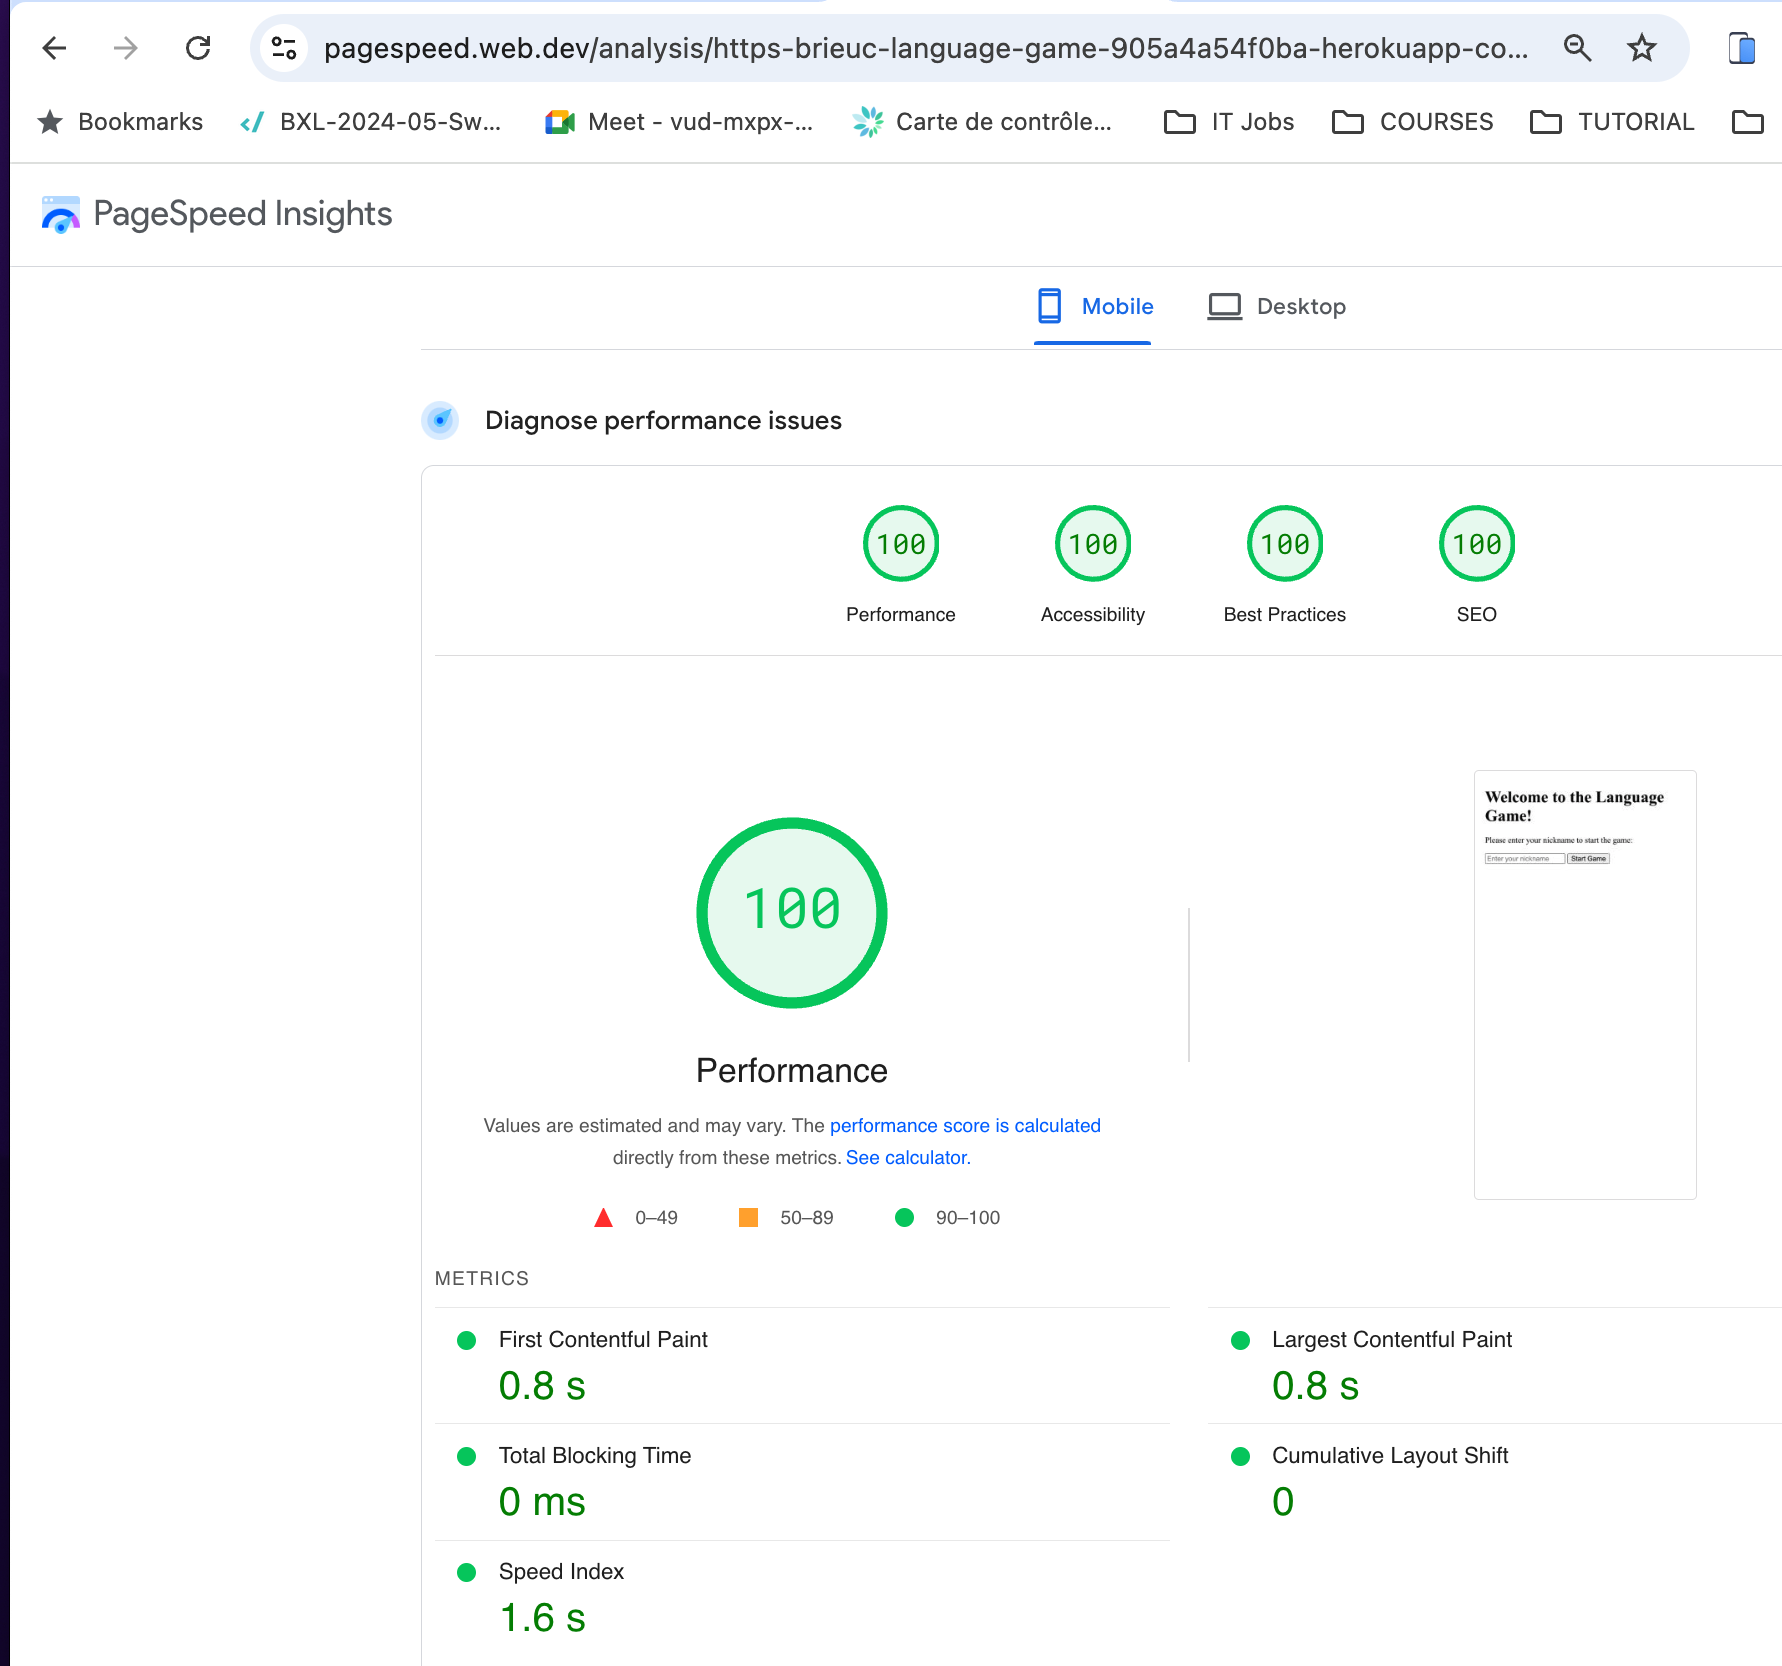 pagespeed.web.dev/analysis/https-brieuc-language-game-905a4a54f0ba-herokuapp-co...
Bookmarks
BXL-2024-05-Sw...
Meet - vud-mxpx-...
Carte de contrôle...
IT Jobs
COURSES
TUTORIAL
PageSpeed Insights
Mobile
Desktop
Diagnose performance issues
100
100
100
100
Performance
Accessibility
Best Practices
SEO
100
Performance
Values are estimated and may vary. The performance score is calculated
directly from these metrics. See calculator.
0–49
50–89
90–100
Welcome to the Language
Game!
Please enter your nickname to start the game:
Enter your nickname
Start Game
METRICS
First Contentful Paint
0.8 s
Largest Contentful Paint
0.8 s
Total Blocking Time
0 ms
Cumulative Layout Shift
0
Speed Index
1.6 s